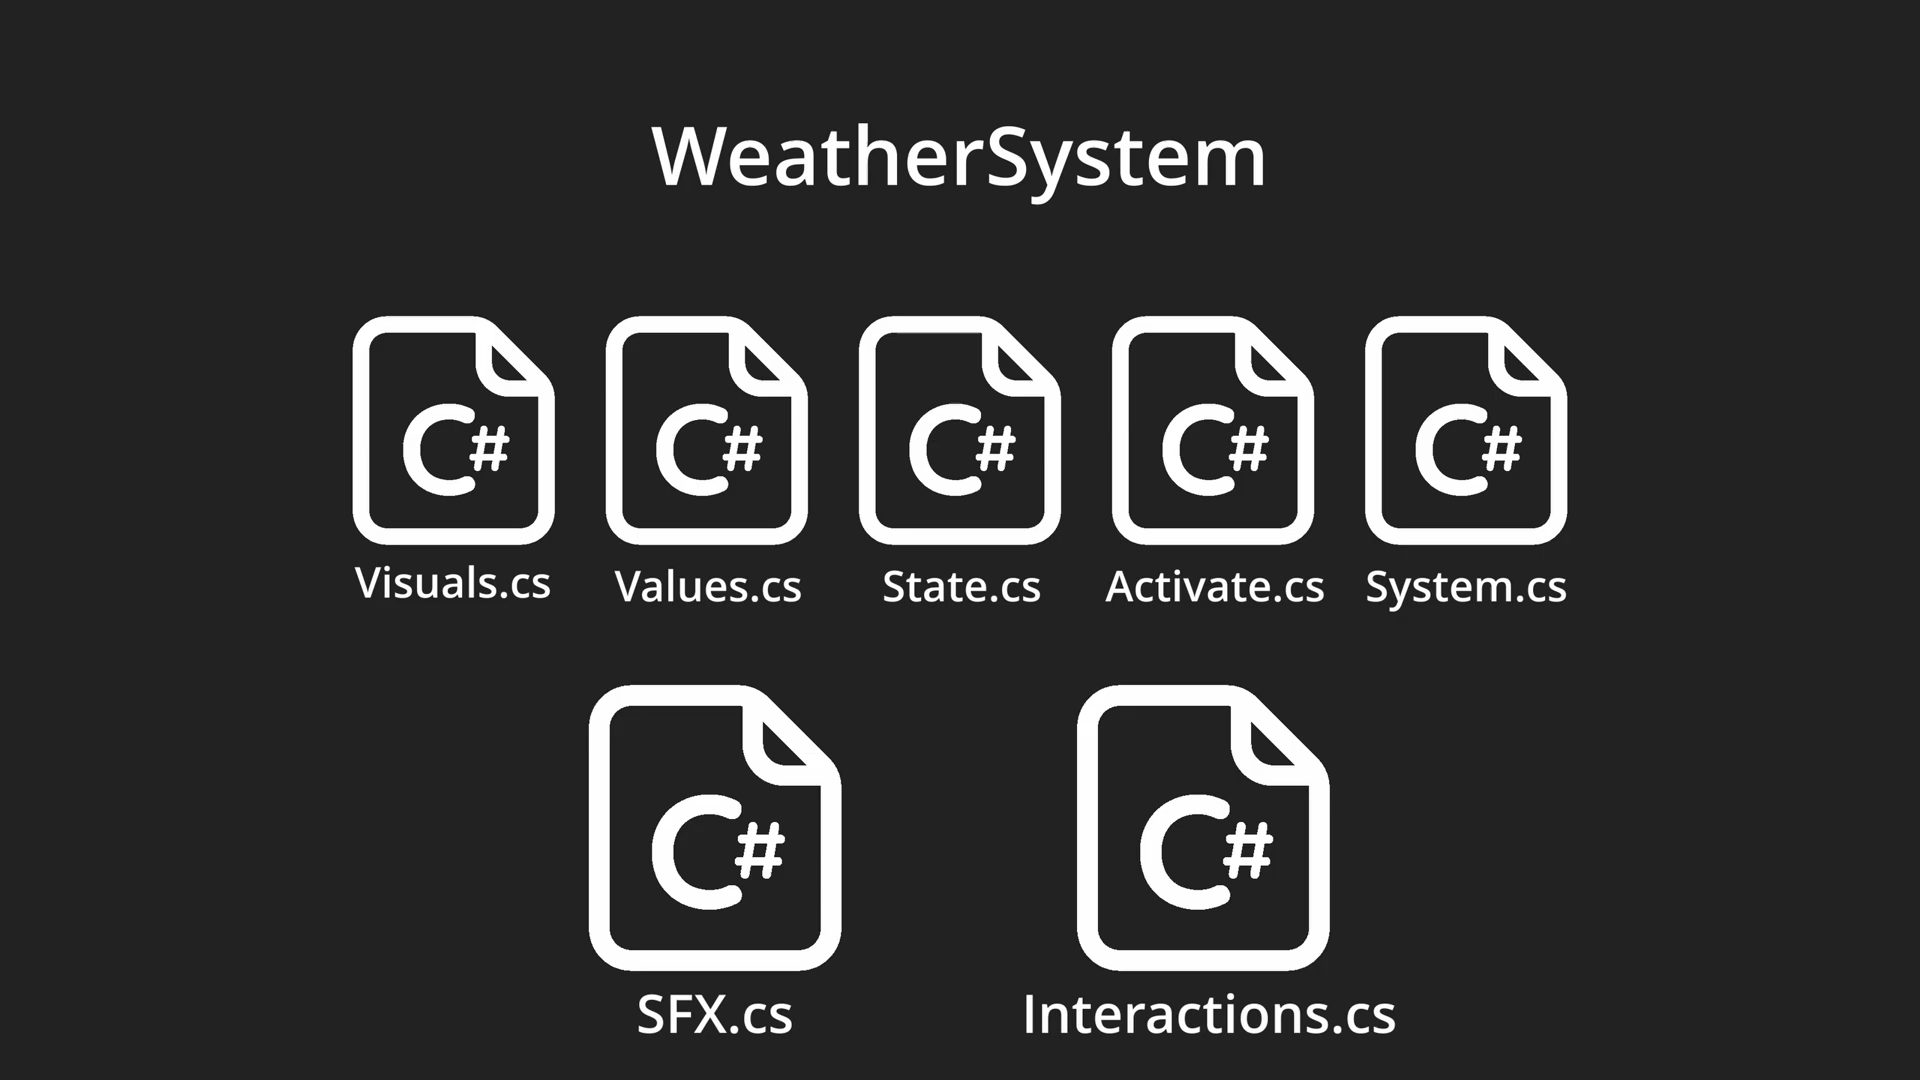 WeatherSystem
C# C# C# C# C#
Visuals.cs Values.cs State.cs Activate.cs System.cs
C# C#
SFX.cs Interactions.cs